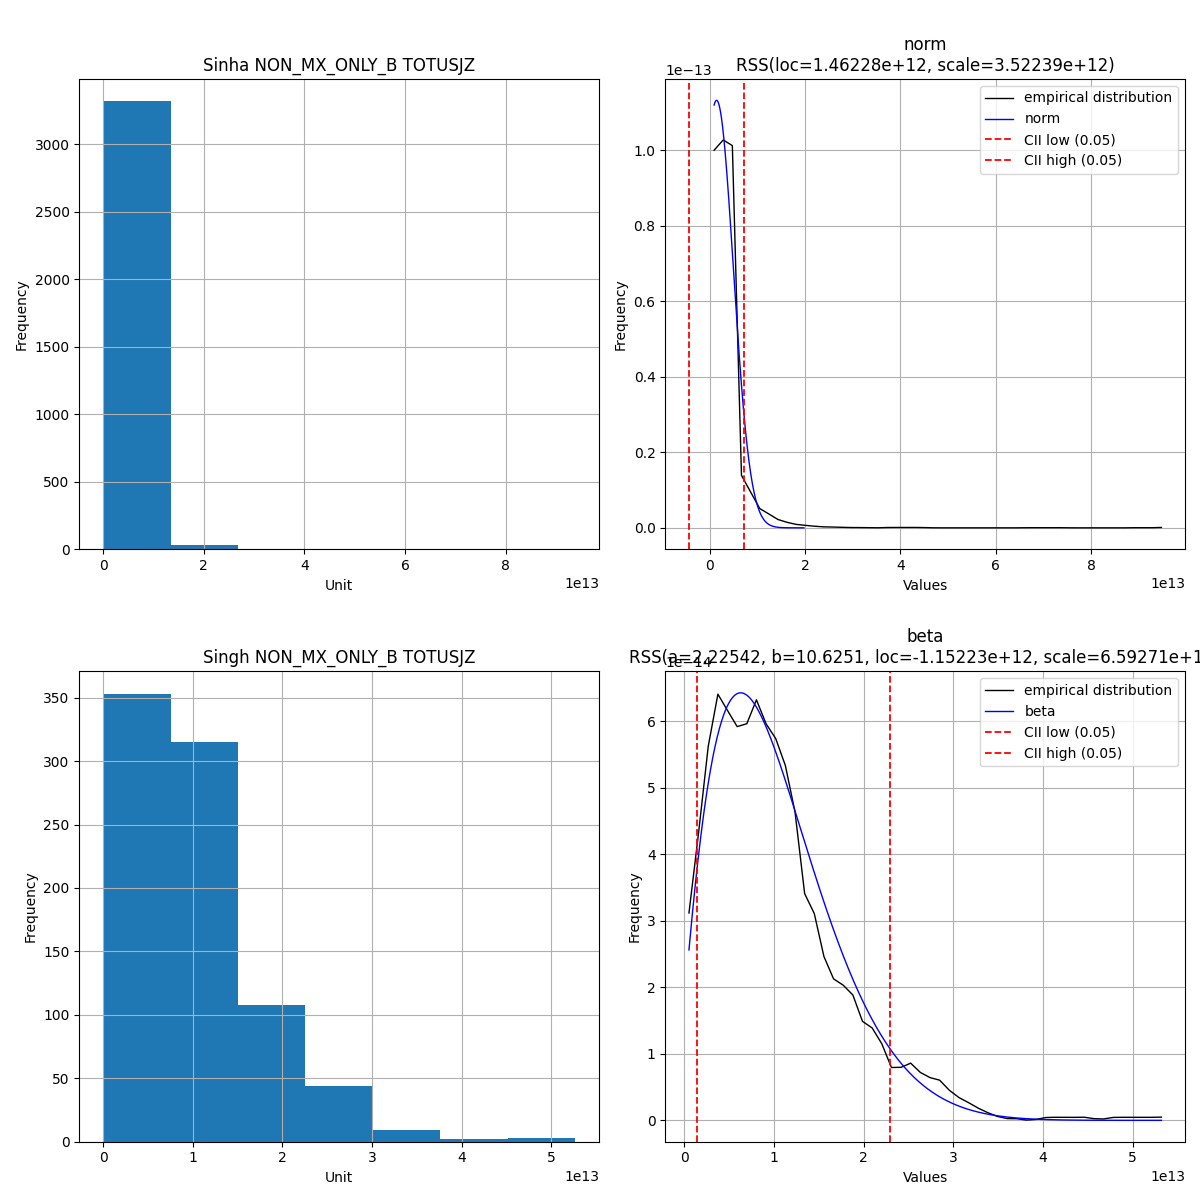 Sinha NON_MX_ONLY_B TOTUSJZ
Frequency
3000
2500
2000
1500
1000
500
0
0
2
4
6
8
1e13
Unit
norm
RSS(loc=1.46228e+12, scale=3.52239e+12)
1e−13
Frequency
1.0
0.8
0.6
0.4
0.2
0.0
empirical distribution
norm
CII low (0.05)
CII high (0.05)
0
2
4
6
8
1e13
Values
Singh NON_MX_ONLY_B TOTUSJZ
Frequency
350
300
250
200
150
100
50
0
0
1
2
3
4
5
1e13
Unit
beta
RSS(a=2.22542, b=10.6251, loc=-1.15223e+12, scale=6.59271e+1
1e−14
Frequency
6
5
4
3
2
1
0
empirical distribution
beta
CII low (0.05)
CII high (0.05)
0
1
2
3
4
5
1e13
Values